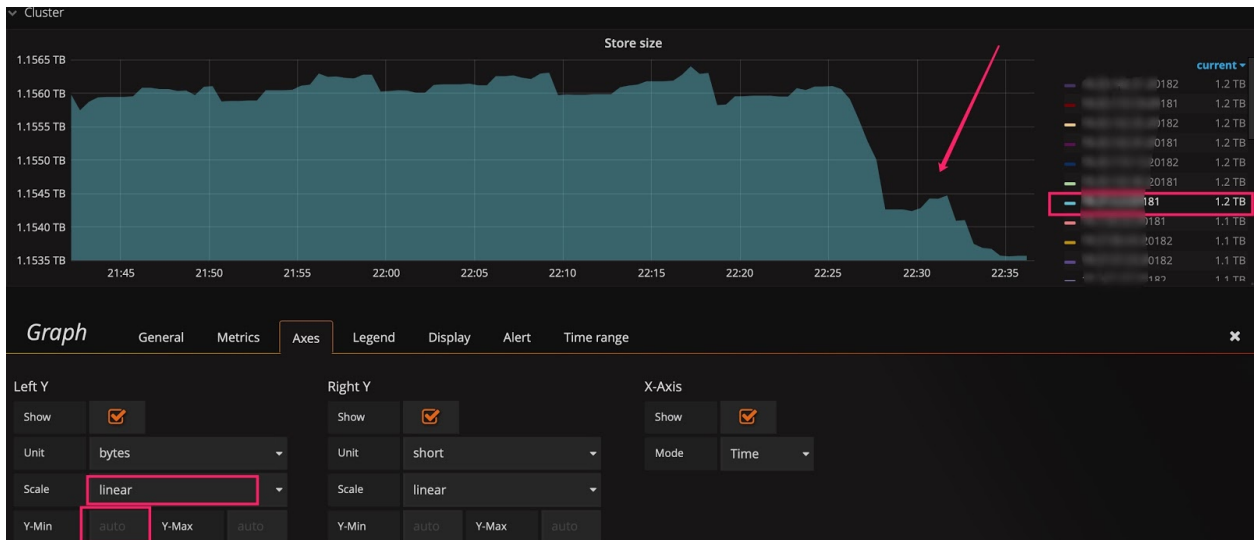 Cluster
Store size
1.1565 TB
1.1560 TB
1.1555 TB
1.1550 TB
1.1545 TB
1.1540 TB
1.1535 TB
21:45 21:50 21:55 22:00 22:05 22:10 22:15 22:20 22:25 22:30 22:35
current
0182 1.2 TB
181 1.2 TB
0182 1.2 TB
0181 1.2 TB
20182 1.2 TB
20181 1.2 TB
181 1.2 TB
0181 1.1 TB
20182 1.1 TB
0182 1.1 TB
182 1.1 TB
Graph General Metrics Axes Legend Display Alert Time range
Left Y Right Y X-Axis
Show Show Show
Unit bytes Unit short Mode Time
Scale linear Scale linear
Y-Min auto Y-Max auto Y-Min auto Y-Max auto